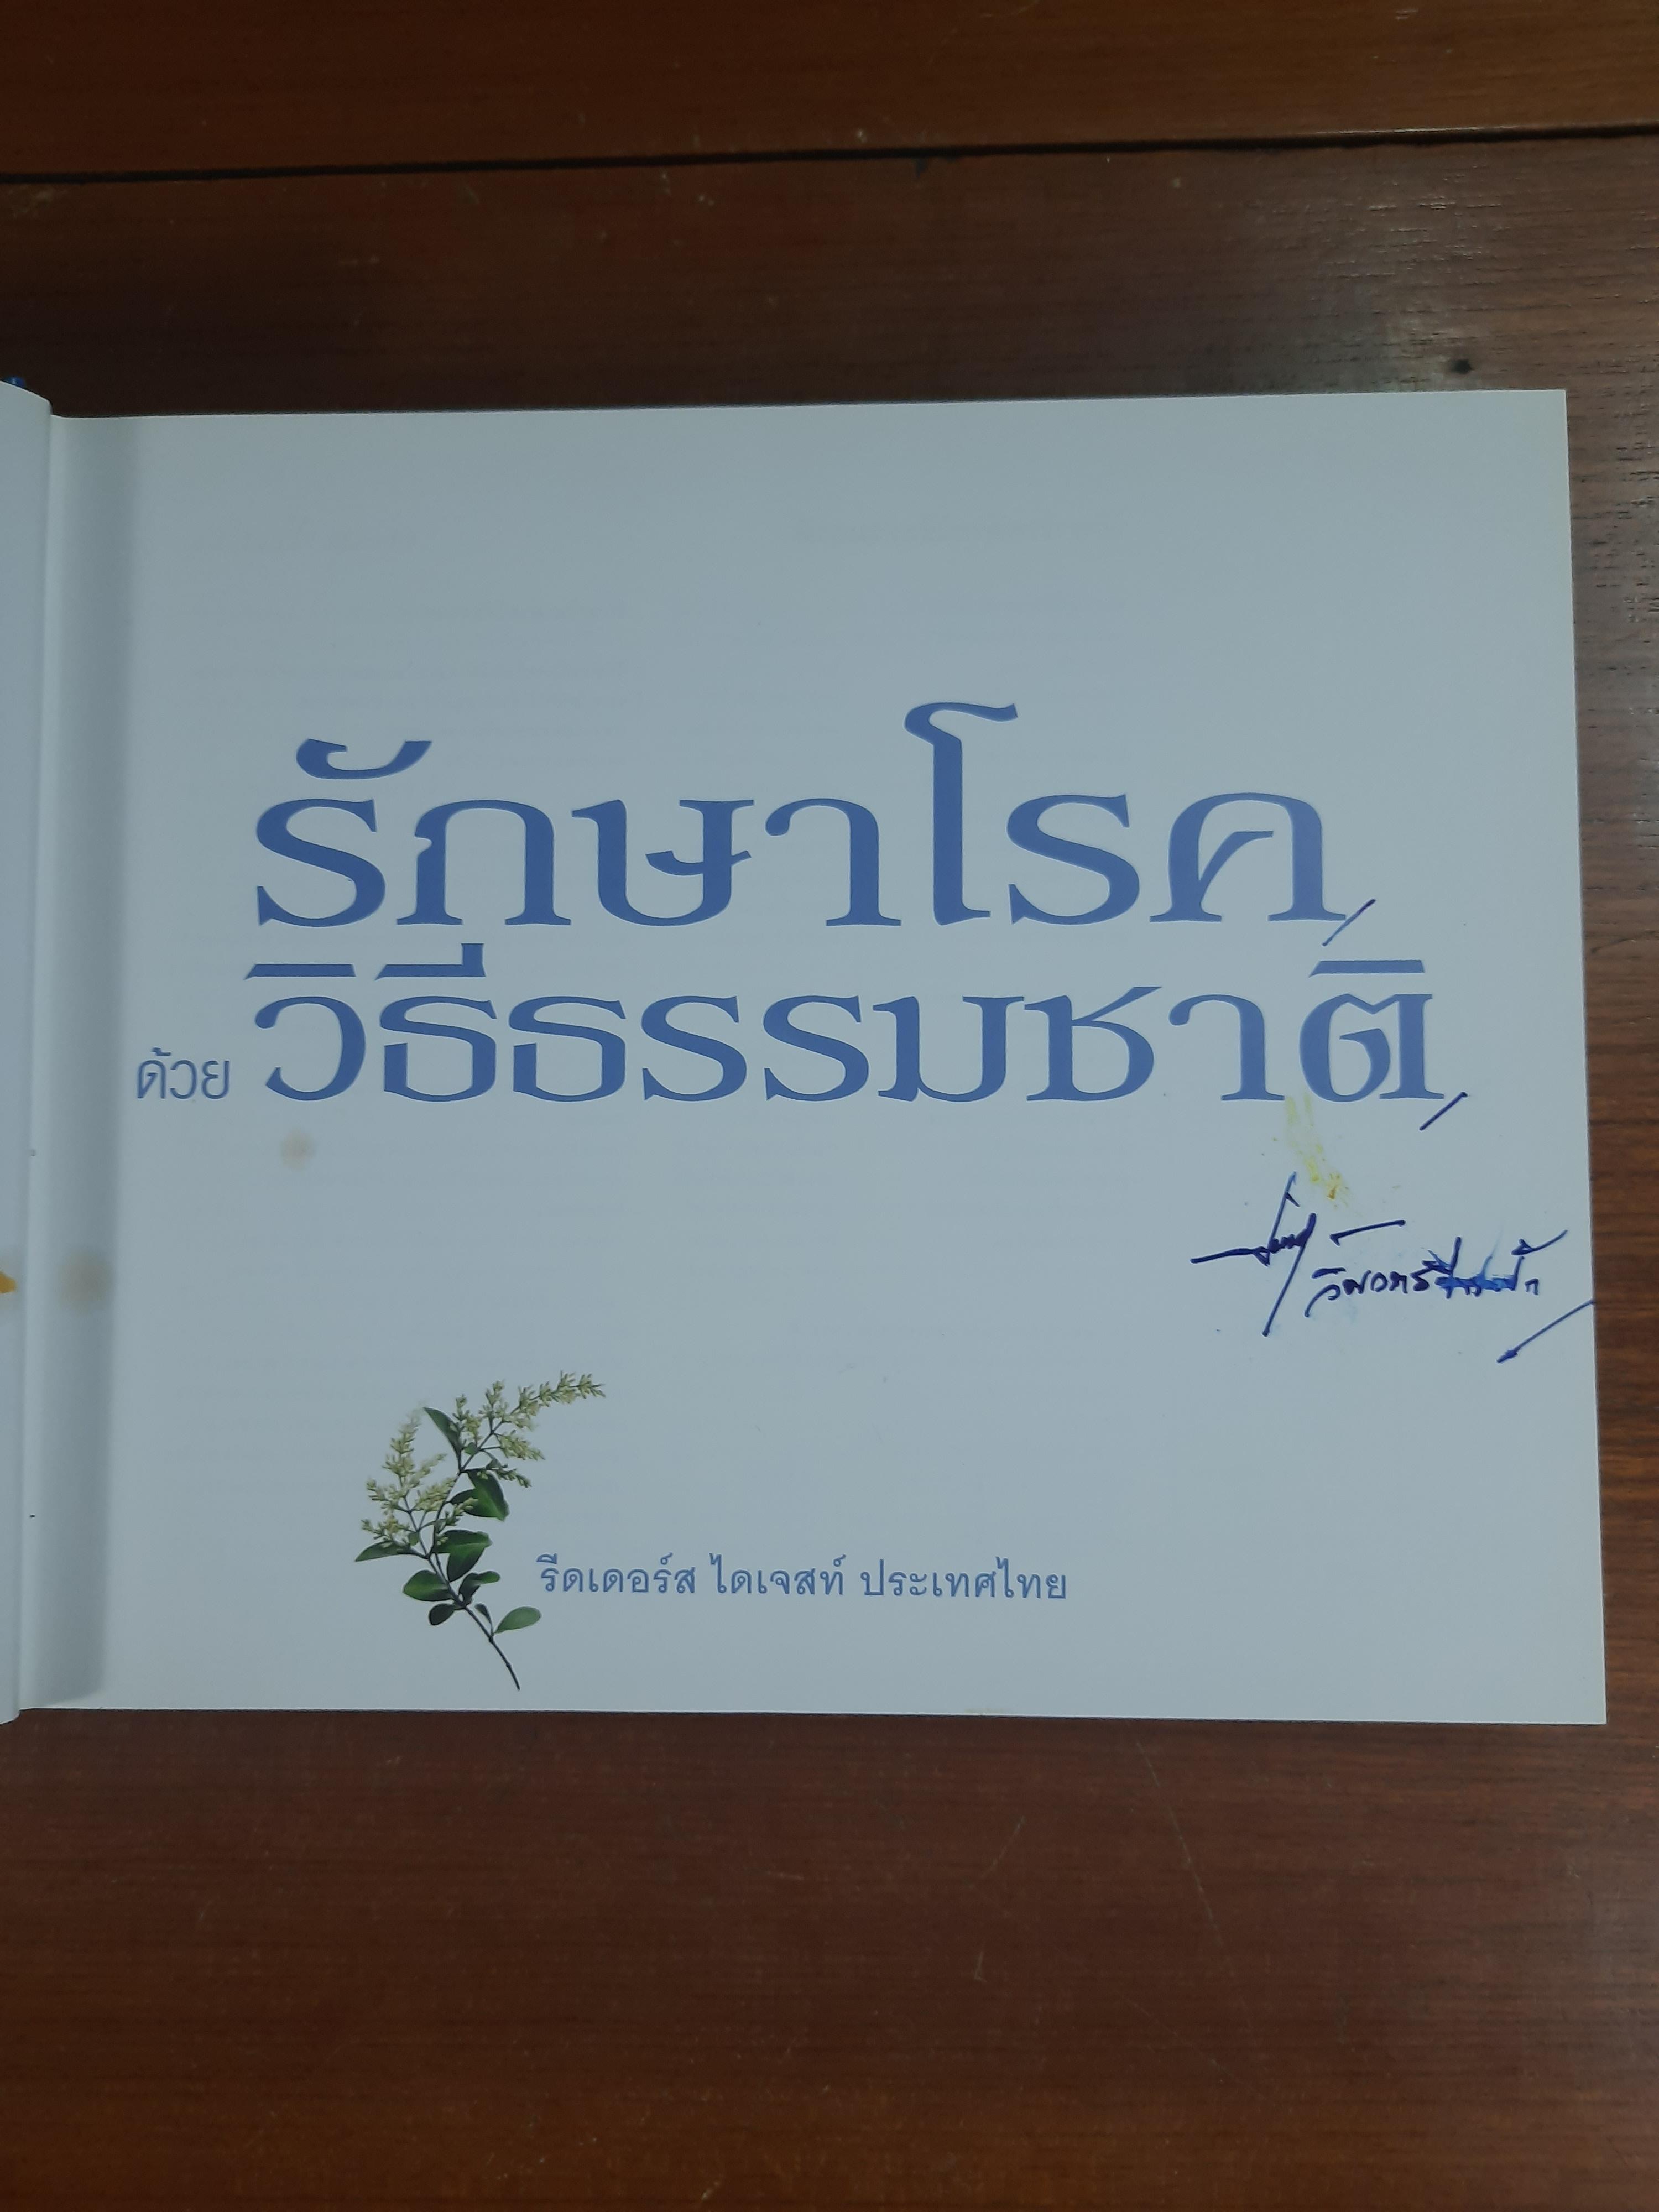 รักษาโรค
ด้วย วิธีธรรมชาติ
รีดเดอร์ส ไดเจสท์ ประเทศไทย